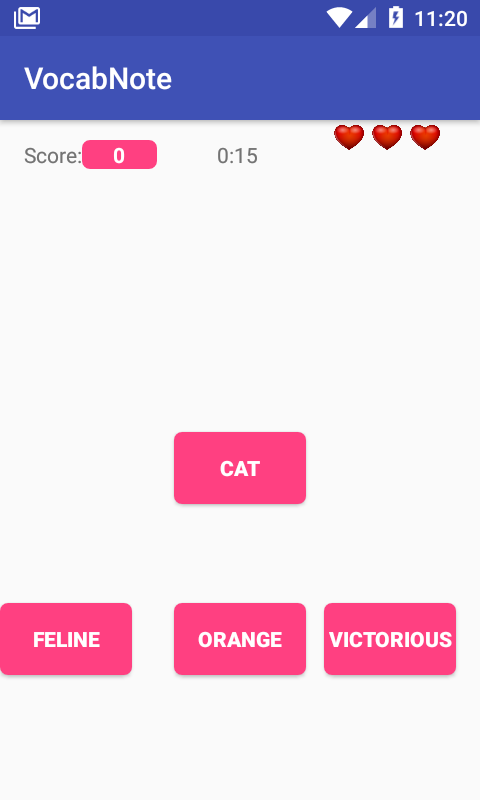 11:20
VocabNote
Score: 0 0:15
CAT
FELINE ORANGE VICTORIOUS